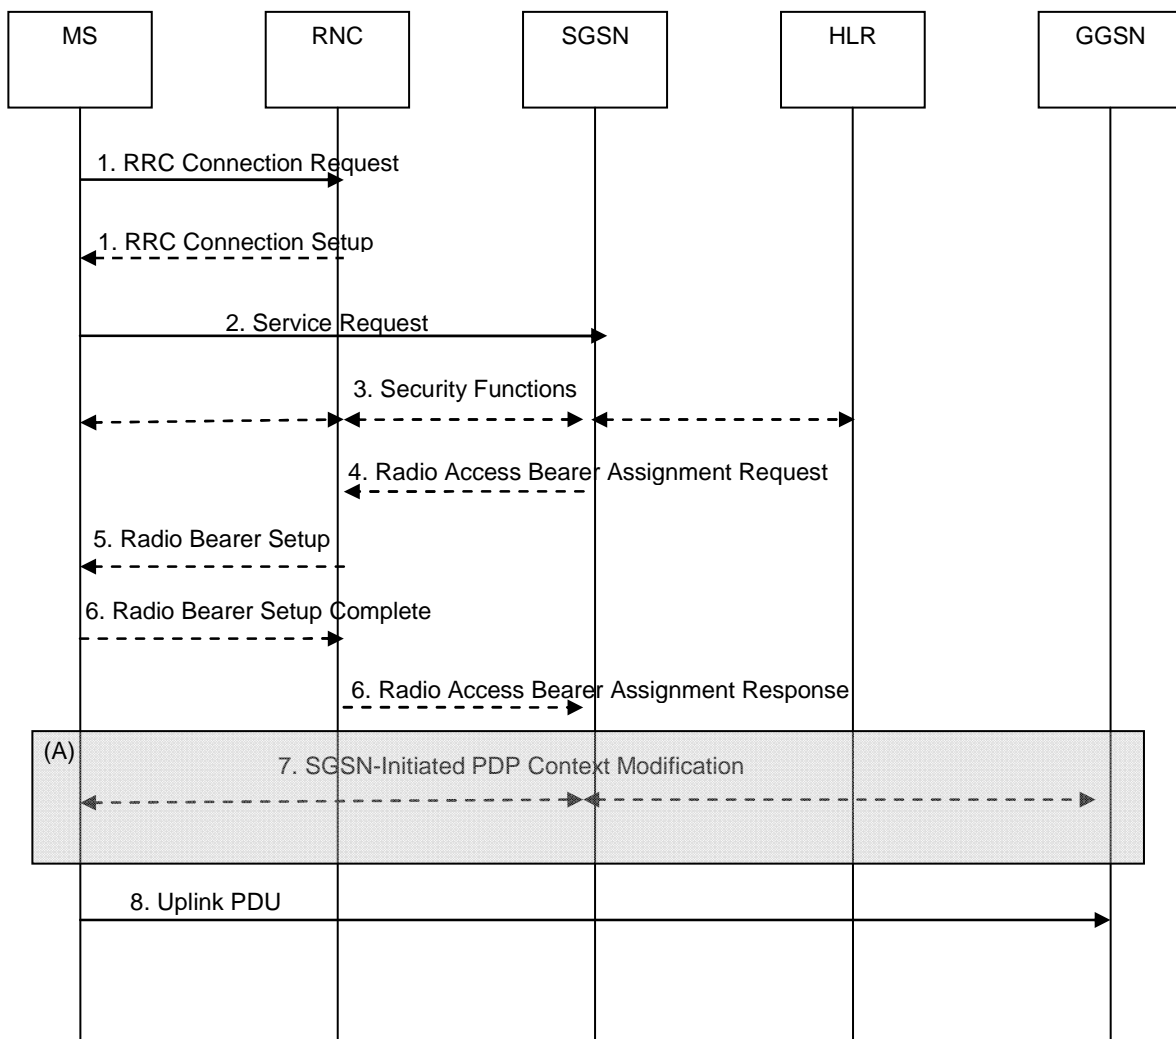 MS
RNC
SGSN
HLR
GGSN
1. RRC Connection Request
1. RRC Connection Setup
2. Service Request
3. Security Functions
4. Radio Access Bearer Assignment Request
5. Radio Bearer Setup
6. Radio Bearer Setup Complete
6. Radio Access Bearer Assignment Response
(A)
7. SGSN-Initiated PDP Context Modification
8. Uplink PDU